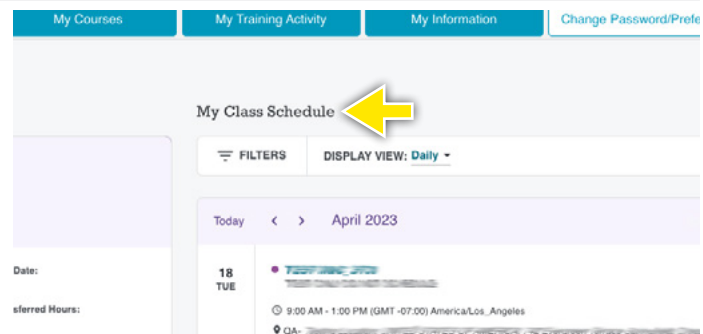 My Courses
My Training Activity
My Information
Change Password/Prefe
My Class Schedule
FILTERS
DISPLAY VIEW: Daily
Today < > April 2023
Date:
18
TUE
sferred Hours:
9:00 AM - 1:00 PM (GMT -07:00) America/Los_Angeles
QA-